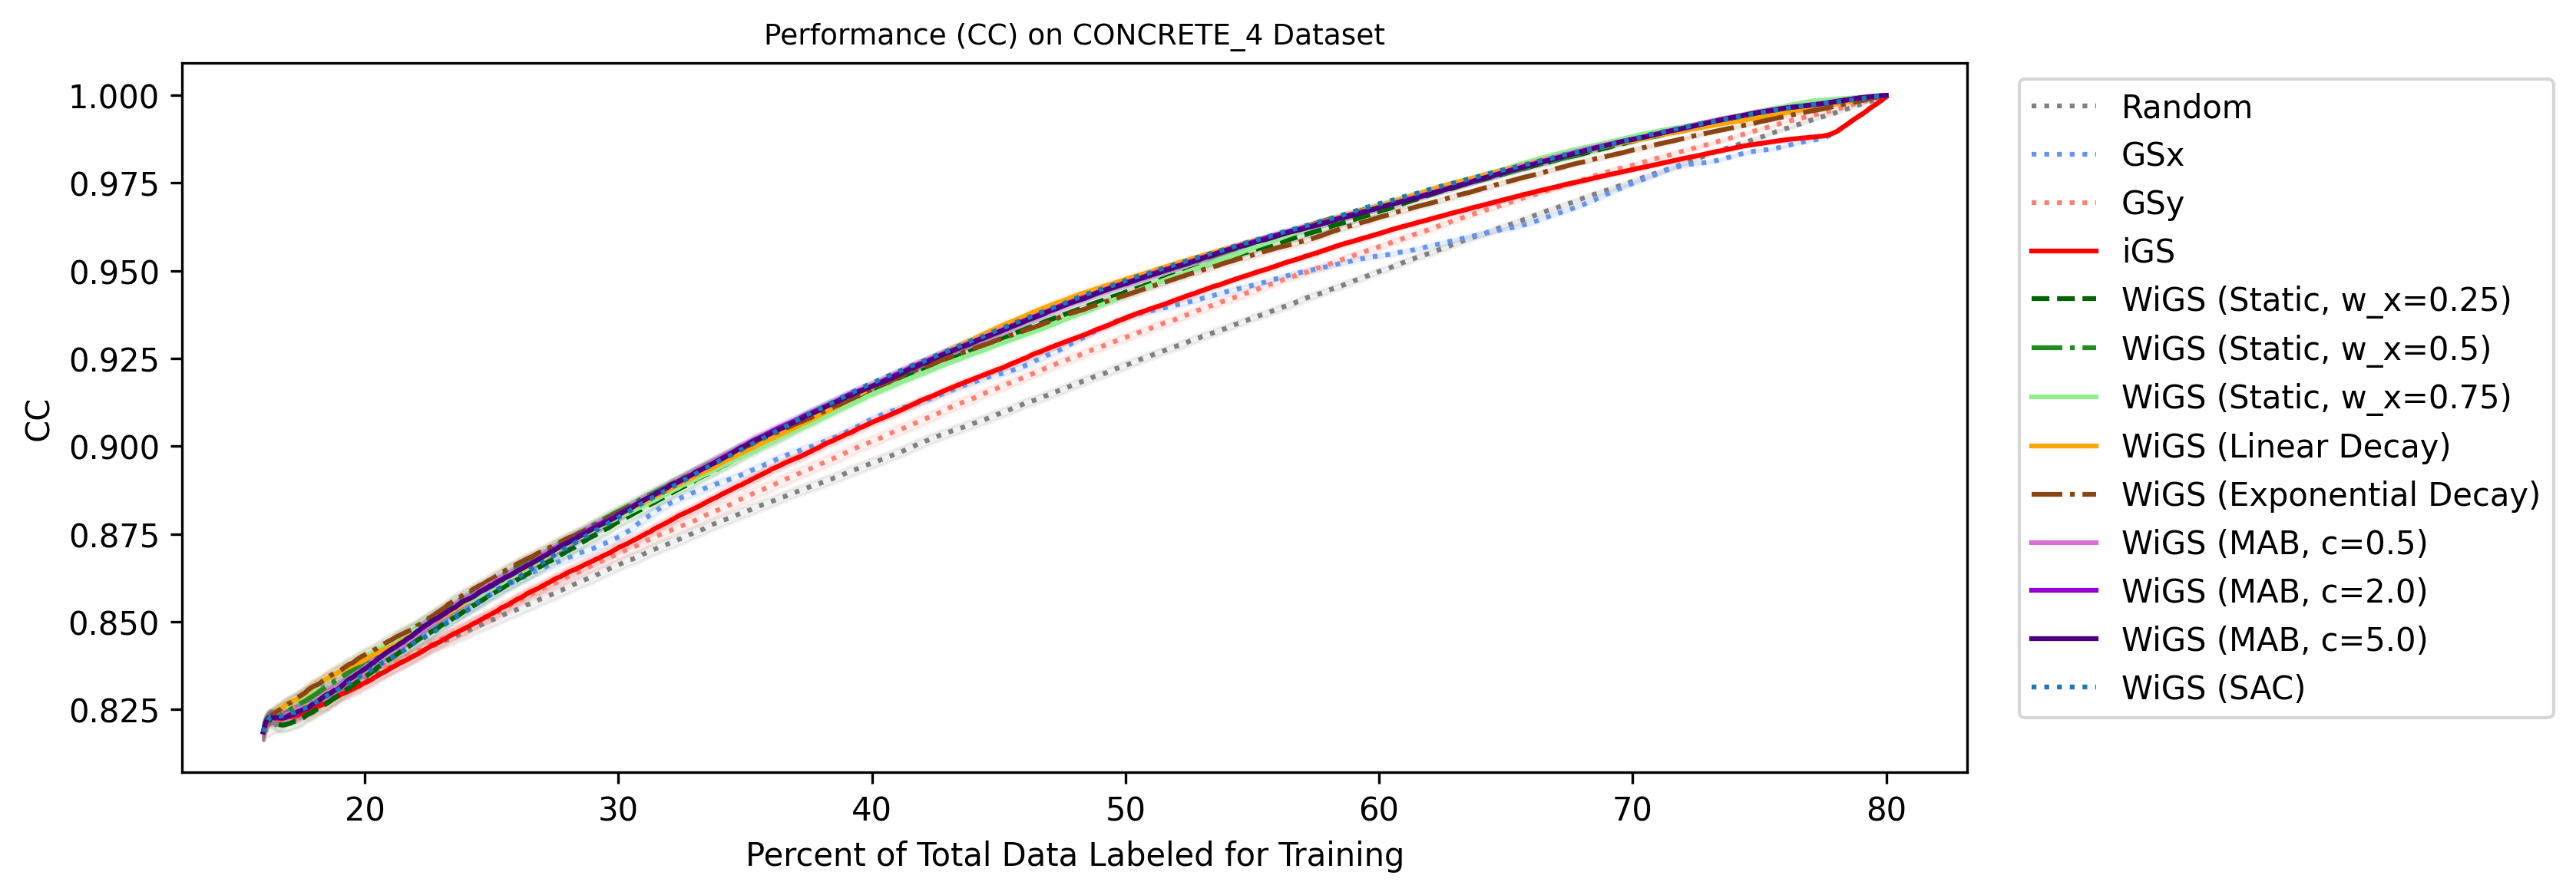 Performance (CC) on CONCRETE_4 Dataset
1.000
0.975
0.950
0.925
0.900
0.875
0.850
0.825
CC
20 30 40 50 60 70 80
Percent of Total Data Labeled for Training
Random
GSx
GSy
iGS
WiGS (Static, w_x=0.25)
WiGS (Static, w_x=0.5)
WiGS (Static, w_x=0.75)
WiGS (Linear Decay)
WiGS (Exponential Decay)
WiGS (MAB, c=0.5)
WiGS (MAB, c=2.0)
WiGS (MAB, c=5.0)
WiGS (SAC)